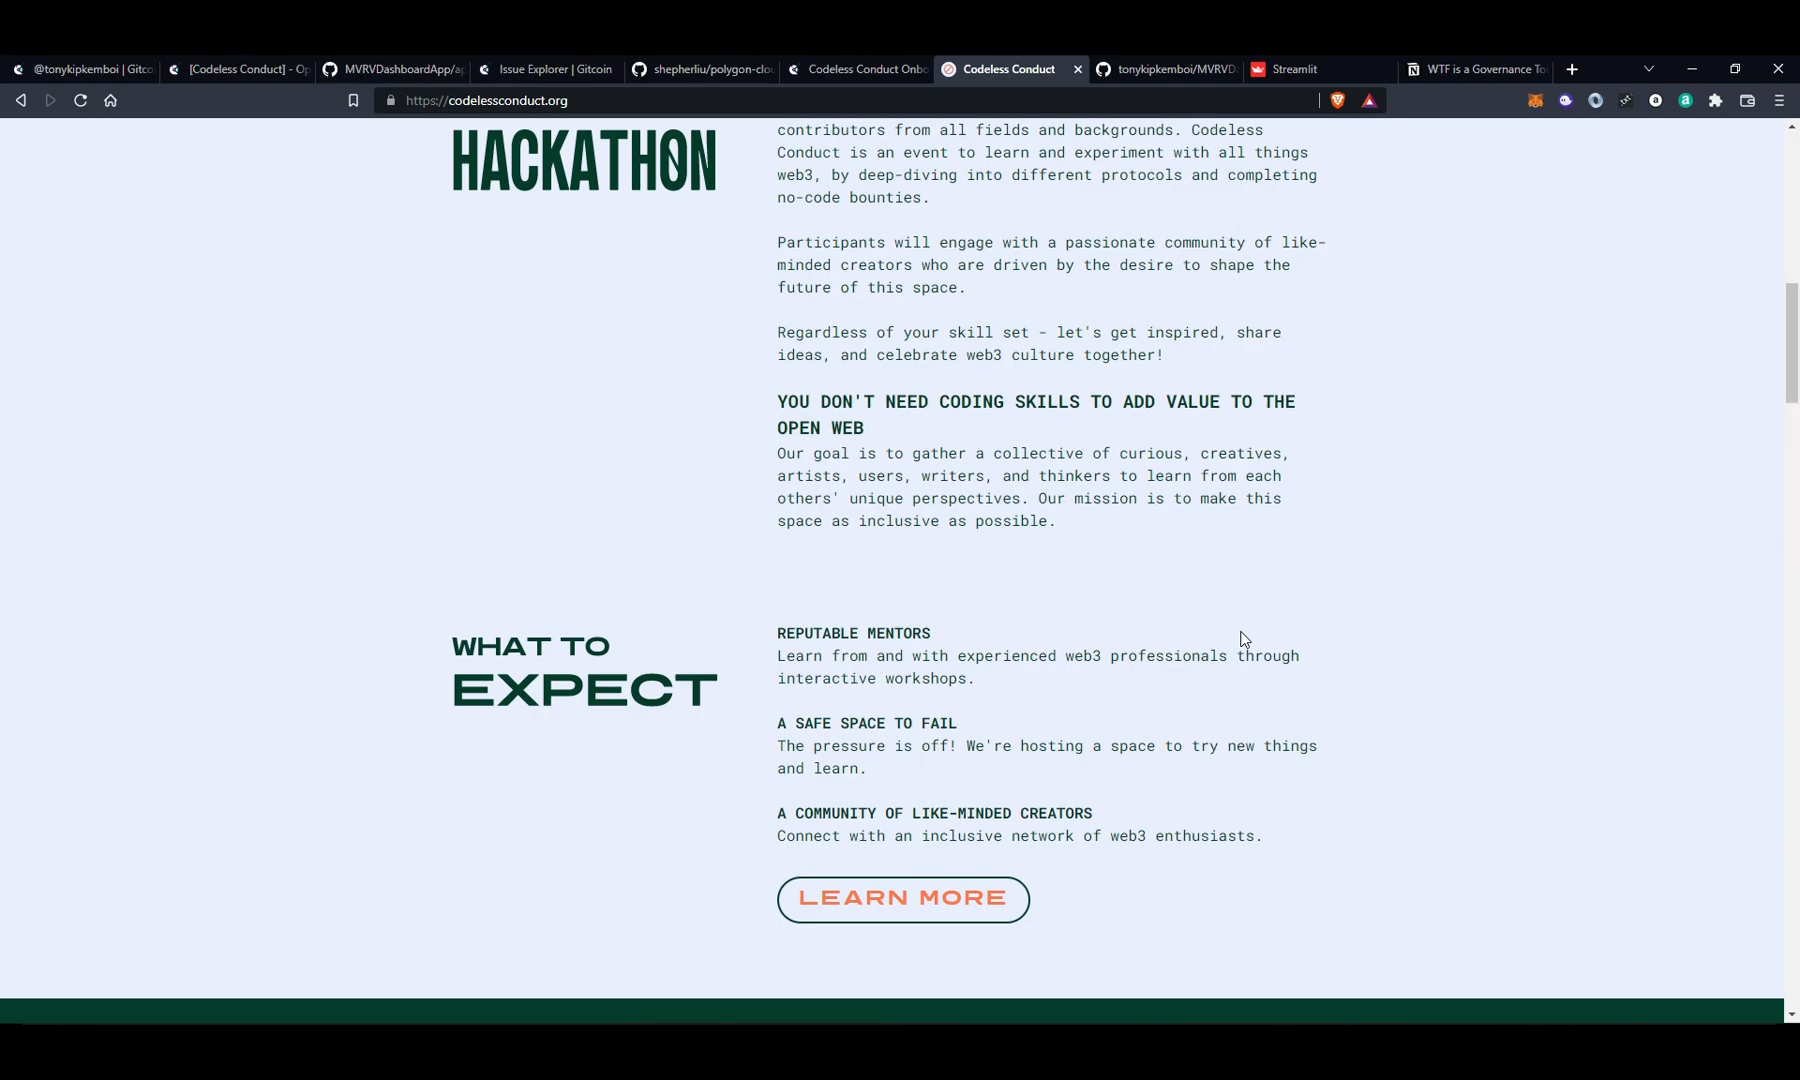 @tonykipkemboi | Gitco
[Codeless Conduct] - Op
MVRVDashboardApp/ap
Issue Explorer | Gitcoin
shepherliu/polygon-clou
Codeless Conduct Onbo
Codeless Conduct
tonykipkemboi/MVRVDa
Streamlit
WTF is a Governance To
https://codelessconduct.org
HACKATHON
contributors from all fields and backgrounds. Codeless
Conduct is an event to learn and experiment with all things
web3, by deep-diving into different protocols and completing
no-code bounties.
Participants will engage with a passionate community of like-
minded creators who are driven by the desire to shape the
future of this space.
Regardless of your skill set - let's get inspired, share
ideas, and celebrate web3 culture together!
YOU DON'T NEED CODING SKILLS TO ADD VALUE TO THE
OPEN WEB
Our goal is to gather a collective of curious, creatives,
artists, users, writers, and thinkers to learn from each
others' unique perspectives. Our mission is to make this
space as inclusive as possible.
WHAT TO
EXPECT
REPUTABLE MENTORS
Learn from and with experienced web3 professionals through
interactive workshops.
A SAFE SPACE TO FAIL
The pressure is off! We're hosting a space to try new things
and learn.
A COMMUNITY OF LIKE-MINDED CREATORS
Connect with an inclusive network of web3 enthusiasts.
LEARN MORE